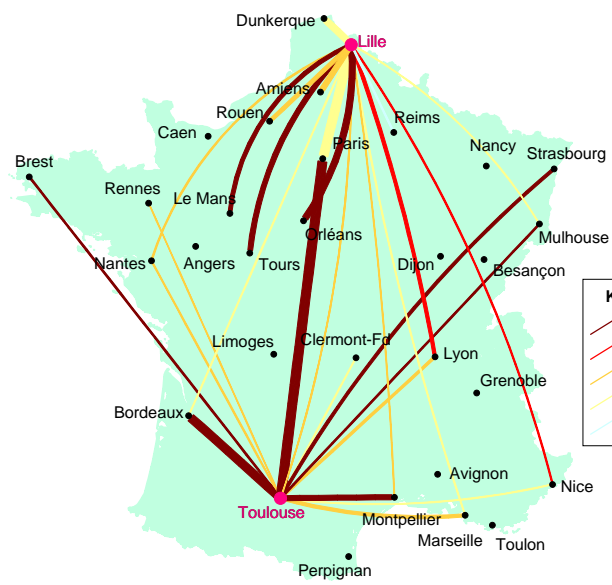 Dunkerque
Lille
Amiens
Rouen
Reims
Caen
Paris
Nancy
Strasbourg
Brest
Rennes
Le Mans
Orléans
Mulhouse
Nantes
Angers
Tours
Dijon
Besançon
K
Limoges
Clermont-Fd
Lyon
Grenoble
Bordeaux
Avignon
Nice
Toulouse
Montpellier
Marseille
Toulon
Perpignan